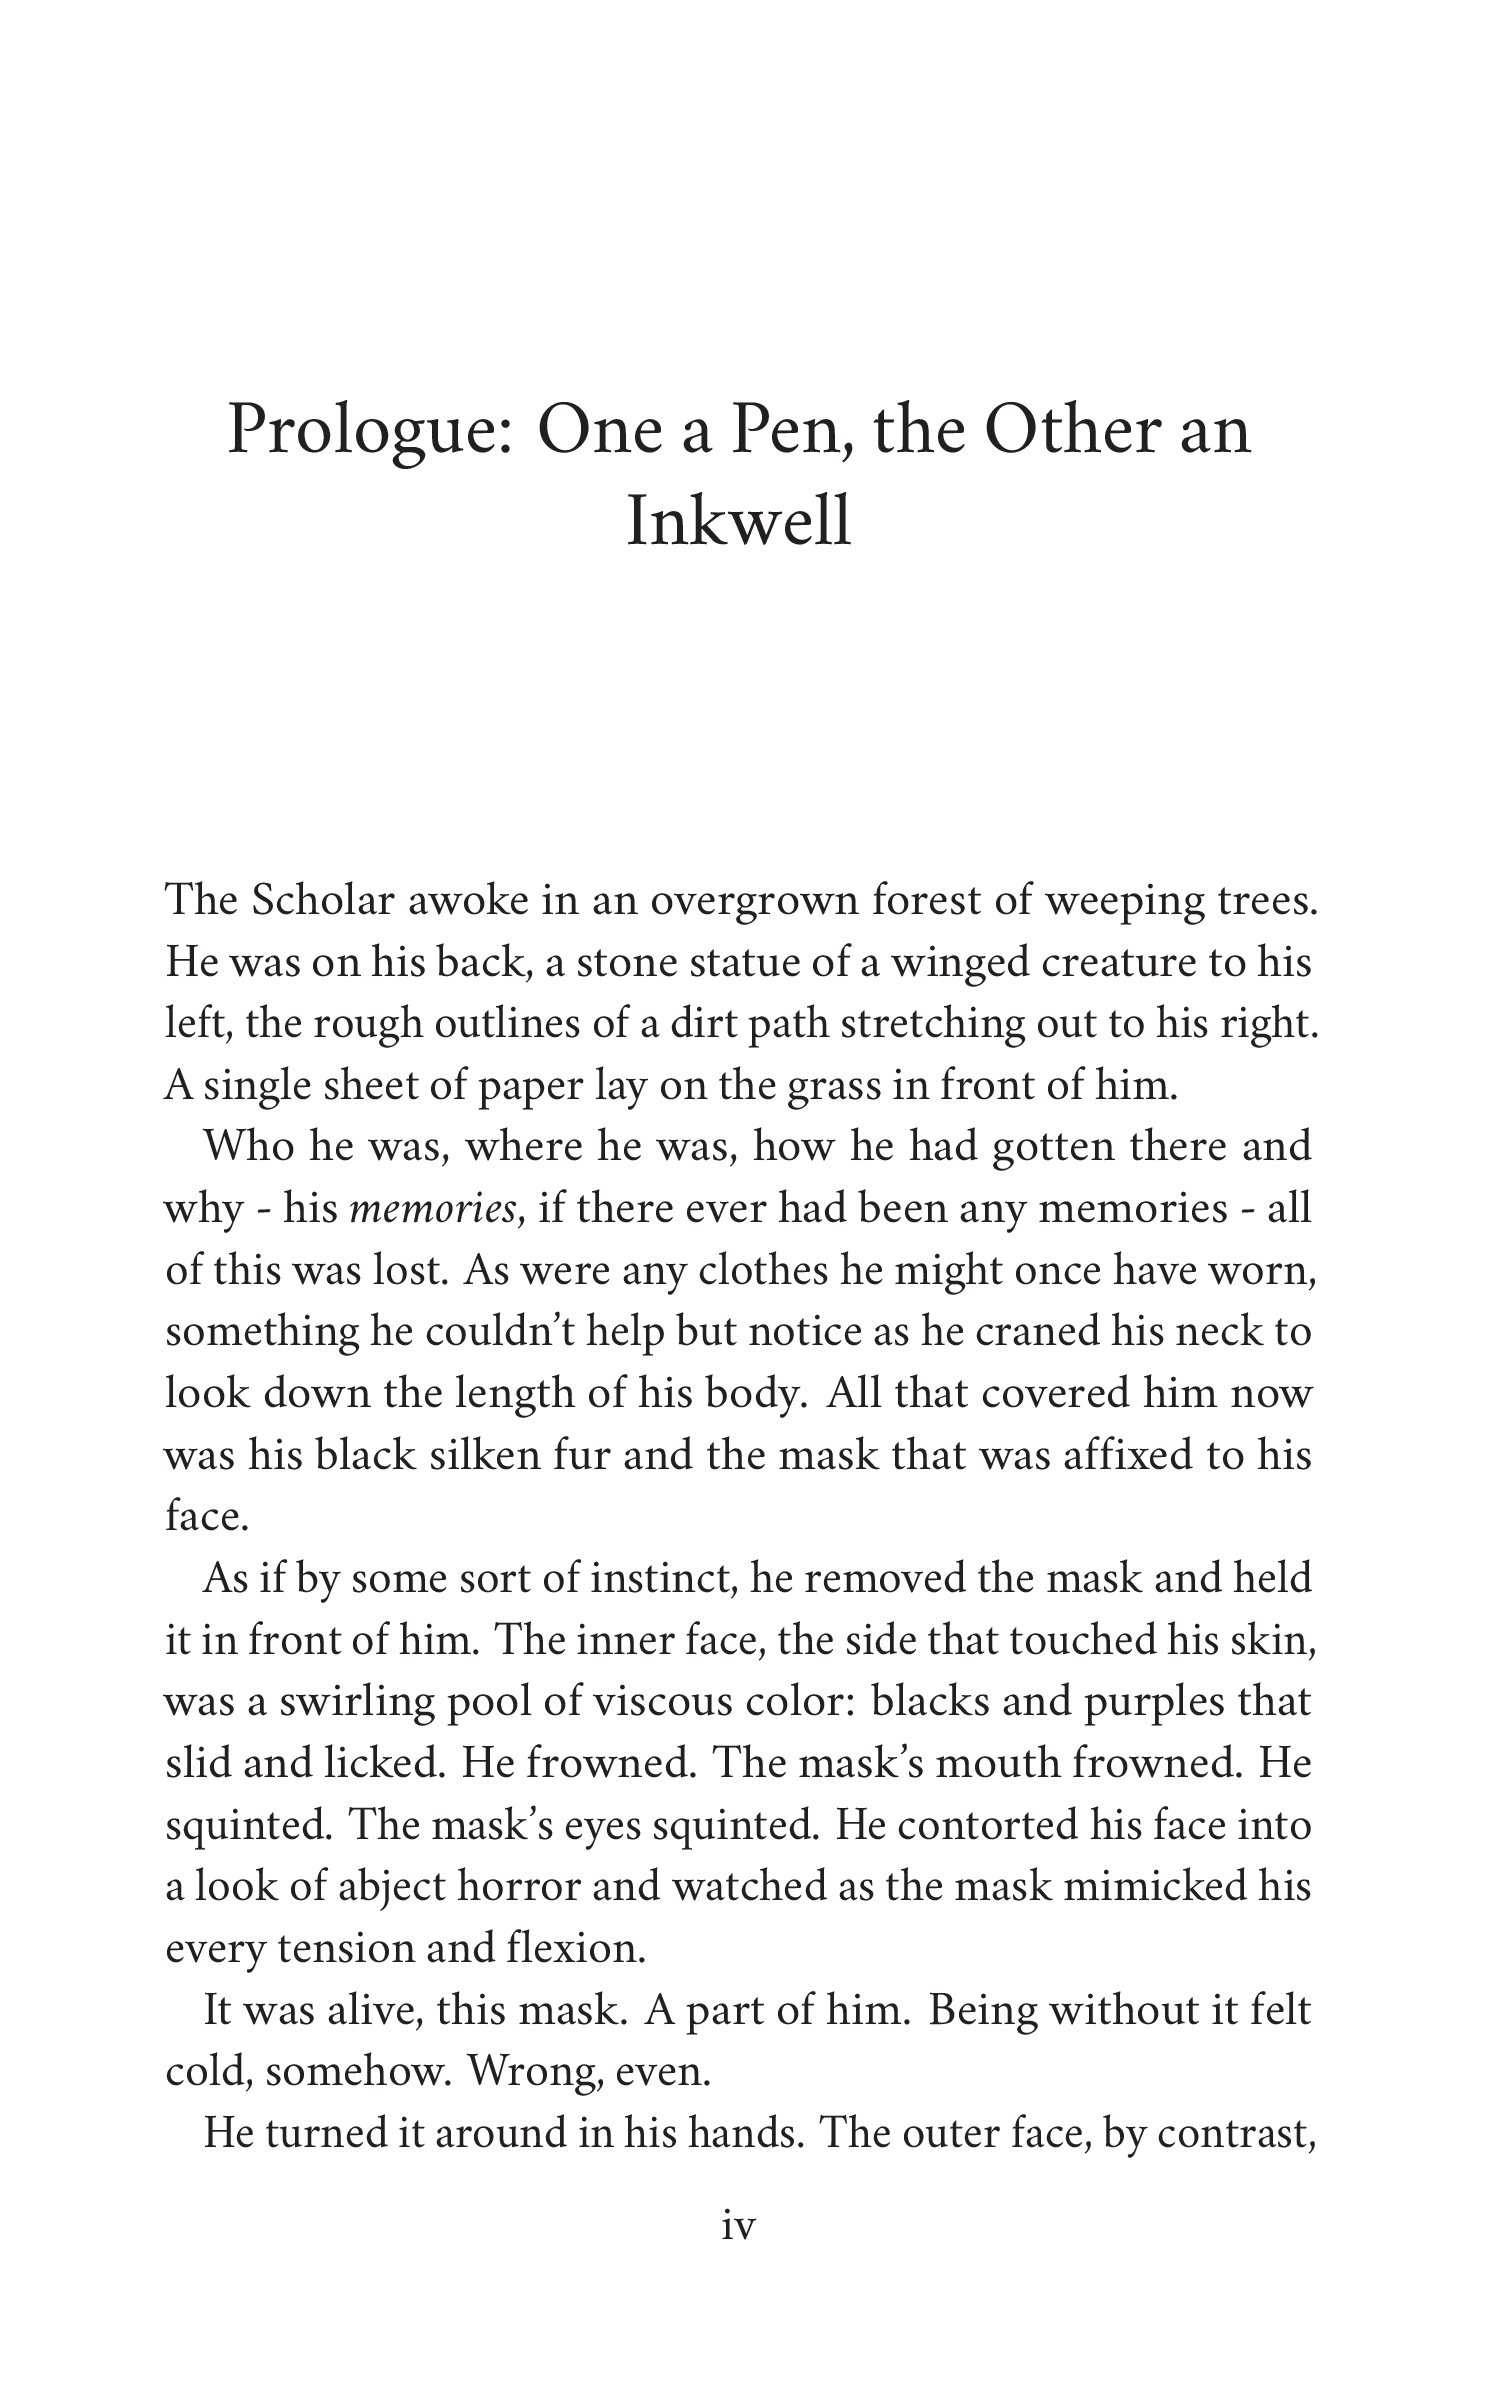 Prologue: One a Pen, the Other an
Inkwell
The Scholar awoke in an overgrown forest of weeping trees.
He was on his back, a stone statue of a winged creature to his
left, the rough outlines of a dirt path stretching out to his right.
A single sheet of paper lay on the grass in front of him.
Who he was, where he was, how he had gotten there and
why - his memories, if there ever had been any memories - all
of this was lost. As were any clothes he might once have worn,
something he couldn’t help but notice as he craned his neck to
look down the length of his body. All that covered him now
was his black silken fur and the mask that was affixed to his
face.
As if by some sort of instinct, he removed the mask and held
it in front of him. The inner face, the side that touched his skin,
was a swirling pool of viscous color: blacks and purples that
slid and licked. He frowned. The mask’s mouth frowned. He
squinted. The mask’s eyes squinted. He contorted his face into
a look of abject horror and watched as the mask mimicked his
every tension and flexion.
It was alive, this mask. A part of him. Being without it felt
cold, somehow. Wrong, even.
He turned it around in his hands. The outer face, by contrast,
iv